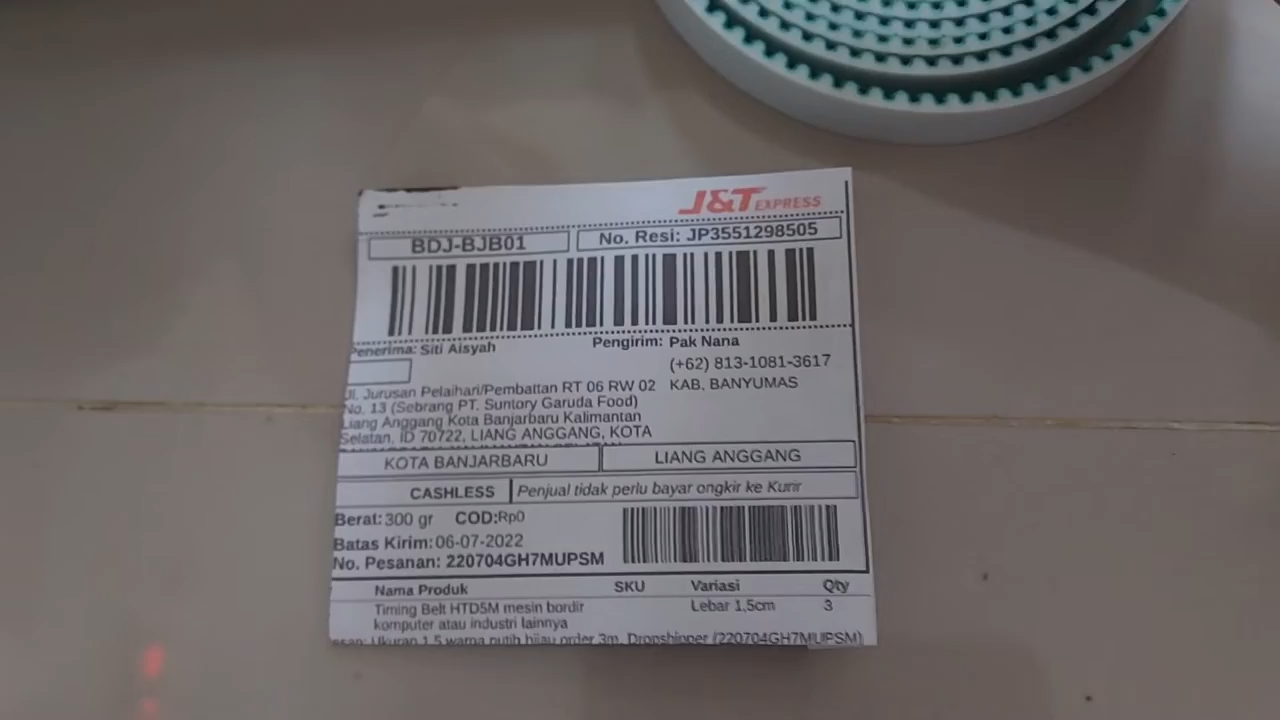 J&T EXPRESS
BDJ-BJB01
No. Resi: JP3551298505
Penerima: Siti Aisyah
Pengirim: Pak Nana
(+62) 813-1081-3617
KAB. BANYUMAS
Jl. Jurusan Pelaihari/Pembattan RT 06 RW 02
No. 13 (Sebrang PT. Suntory Garuda Food)
Liang Anggang Kota Banjarbaru Kalimantan
Selatan, ID 70722, LIANG ANGGANG, KOTA
KOTA BANJARBARU
LIANG ANGGANG
CASHLESS
Penjual tidak perlu bayar ongkir ke Kurir
Berat: 300 gr COD:Rp0
Batas Kirim: 06-07-2022
No. Pesanan: 220704GH7MUPSM
Nama Produk SKU Variasi Qty
Timing Belt HTD5M mesin bordir Lebar 1,5cm 3
komputer atau industri lainnya
Ukuran 1,5 warna putih hijau order 3m, Dropshipper (220704GH7MUPSM)